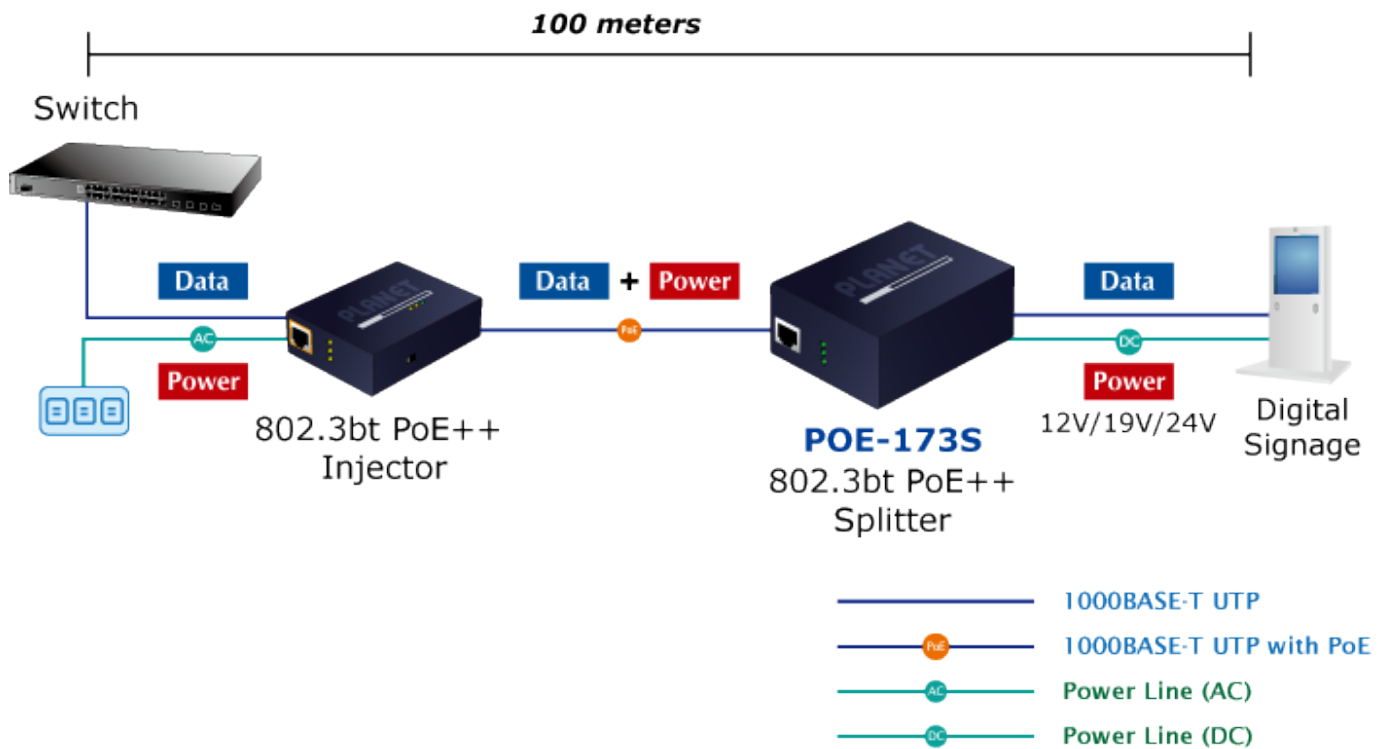 100 meters
Switch
Data
AC
Power
PLANET
802.3bt PoE++
Injector
Data + Power
PoE
PLANET
POE-173S
802.3bt PoE++
Splitter
Data
DC
Power
12V/19V/24V
Digital
Signage
1000BASE-T UTP
PoE 1000BASE-T UTP with PoE
AC Power Line (AC)
DC Power Line (DC)